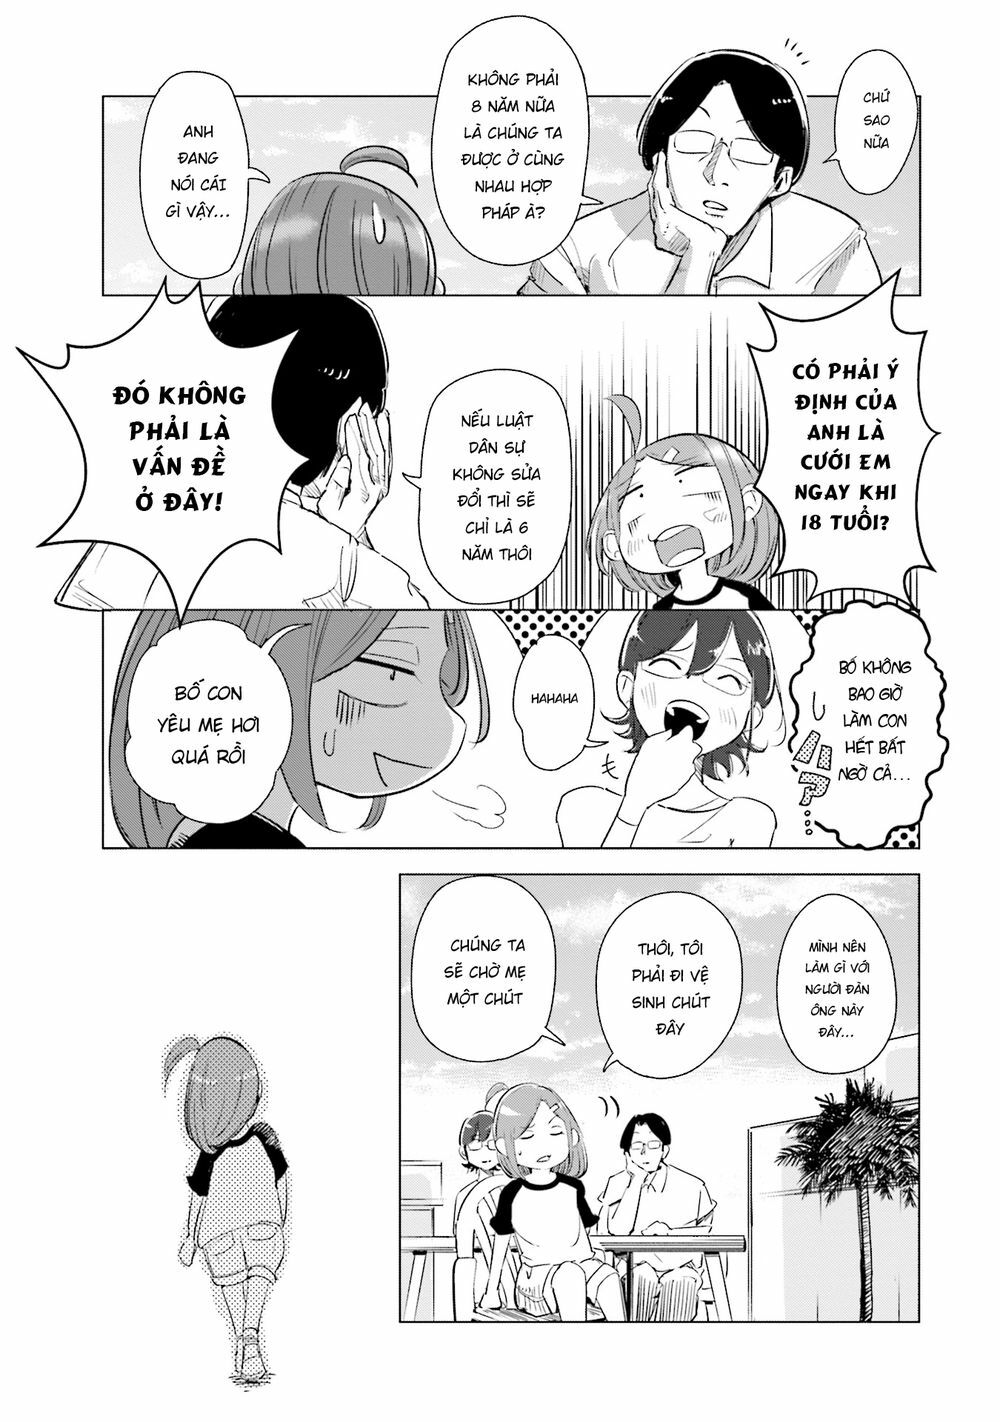 CHỨ
SAO
NỮA
KHÔNG PHẢI
8 NĂM NỮA
LÀ CHÚNG TA
ĐƯỢC Ở CÙNG
NHAU HỢP
PHÁP À?
ANH
ĐANG
NÓI CÁI
GÌ VẬY...
CÓ PHẢI Ý
ĐỊNH CỦA
ANH LÀ
CƯỚI EM
NGAY KHI
18 TUỔI?
NẾU LUẬT
DÂN SỰ
KHÔNG SỬA
ĐỔI THÌ SẼ
CHỈ LÀ 6
NĂM THÔI
ĐÓ KHÔNG
PHẢI LÀ
VẤN ĐỀ
Ở ĐÂY!
BỐ KHÔNG
BAO GIỜ
LÀM CON
HẾT BẤT
NGỜ CẢ...
HAHAHA
BỐ CON
YÊU MẸ HƠI
QUÁ RỒI
MÌNH NÊN
LÀM GÌ VỚI
NGƯỜI ĐÀN
ÔNG NÀY
ĐÂY...
THÔI, TÔI
PHẢI ĐI VỆ
SINH CHÚT
ĐÂY
CHÚNG TA
SẼ CHỜ MẸ
MỘT CHÚT